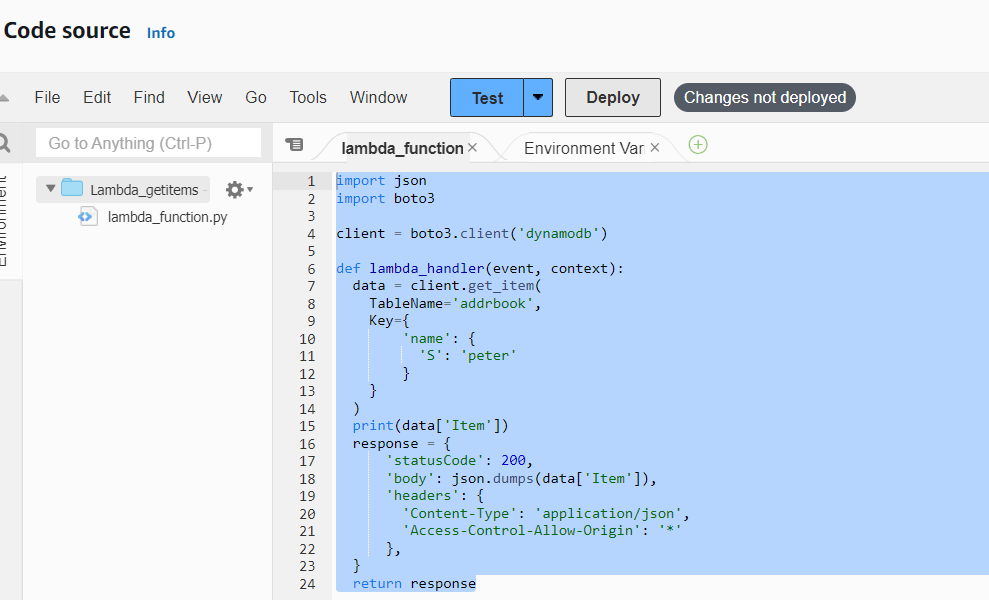 Code source Info
File Edit Find View Go Tools Window Test Deploy Changes not deployed
Go to Anything (Ctrl-P)
lambda_function × Environment Var ×
Environment
Lambda_getitems
lambda_function.py
1 import json
2 import boto3
3
4 client = boto3.client('dynamodb')
5
6 def lambda_handler(event, context):
7   data = client.get_item(
8     TableName='addrbook',
9     Key={
10         'name': {
11           'S': 'peter'
12         }
13     }
14   )
15   print(data['Item'])
16   response = {
17       'statusCode': 200,
18       'body': json.dumps(data['Item']),
19       'headers': {
20         'Content-Type': 'application/json',
21         'Access-Control-Allow-Origin': '*'
22       },
23   }
24   return response